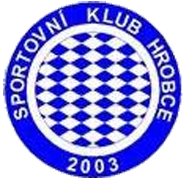 SPORTOVNÍ KLUB HROBCE
2003